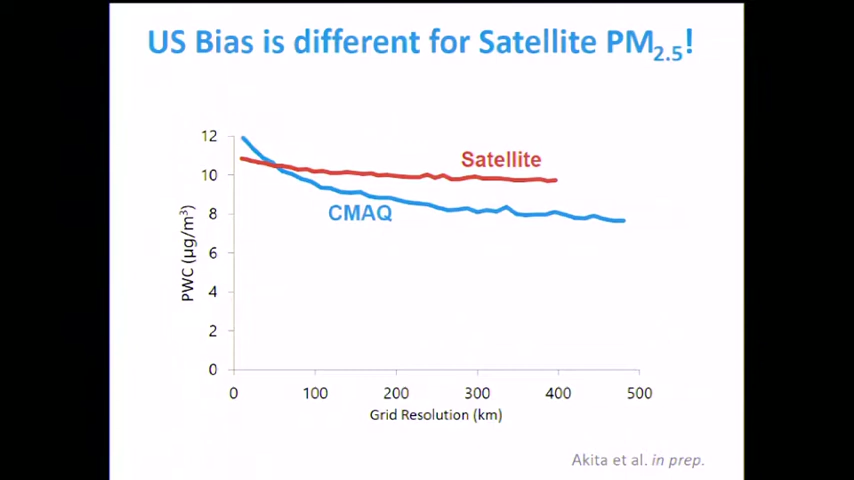 US Bias is different for Satellite PM2.5!
12
10
8
6
4
2
0
PWC (µg/m³)
Satellite
CMAQ
0 100 200 300 400 500
Grid Resolution (km)
Akita et al. in prep.